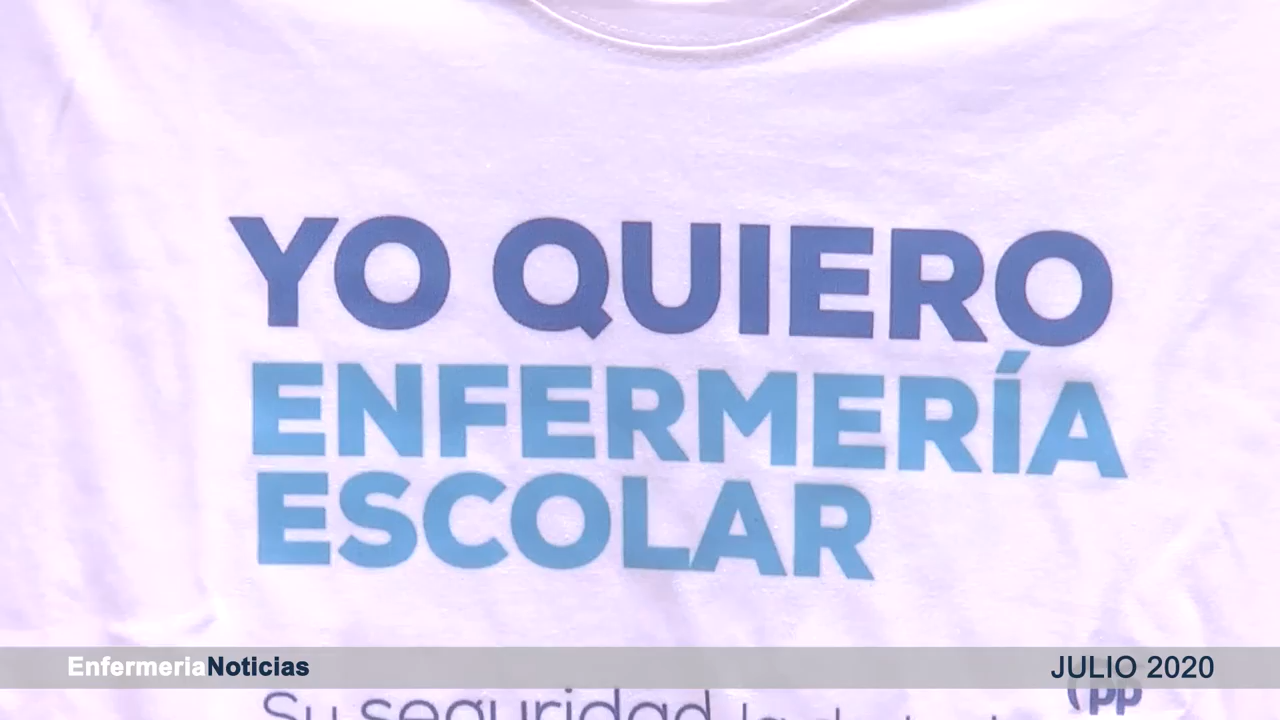 YO QUIERO
ENFERMERÍA
ESCOLAR
EnfermeriaNoticias
JULIO 2020
Su seguridad